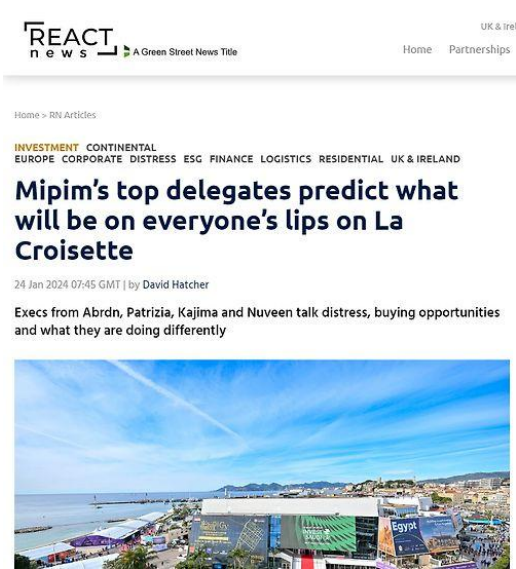 UK & Irel
REACT
news
A Green Street News Title
Home Partnerships
Home > RN Articles
INVESTMENT CONTINENTAL
EUROPE CORPORATE DISTRESS ESG FINANCE LOGISTICS RESIDENTIAL UK & IRELAND
Mipim's top delegates predict what
will be on everyone's lips on La
Croisette
24 Jan 2024 07:45 GMT | by David Hatcher
Execs from Abrdn, Patrizia, Kajima and Nuveen talk distress, buying opportunities
and what they are doing differently
Egypt